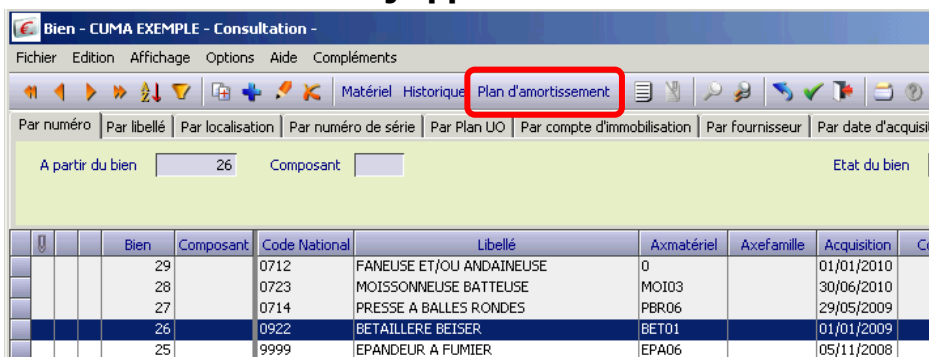 Bien - CUMA EXEMPLE - Consultation -
Fichier Edition Affichage Options Aide Compléments
Matériel Historique Plan d'amortissement
Par numéro Par libellé Par localisation Par numéro de série Par Plan UO Par compte d'immobilisation Par fournisseur Par date d'acquisi
A partir du bien 26 Composant Etat du bien
Bien Composant Code National Libellé Axmatériel Axefamille Acquisition
29 0712 FANEUSE ET/OU ANDAINEUSE 0 01/01/2010
28 0723 MOISSONNEUSE BATTEUSE MOI03 30/06/2010
27 0714 PRESSE A BALLES RONDES PBR06 29/05/2009
26 0922 BETAILLERE BEISER BET01 01/01/2009
25 9999 EPANDEUR A FUMIER EPA06 05/11/2008